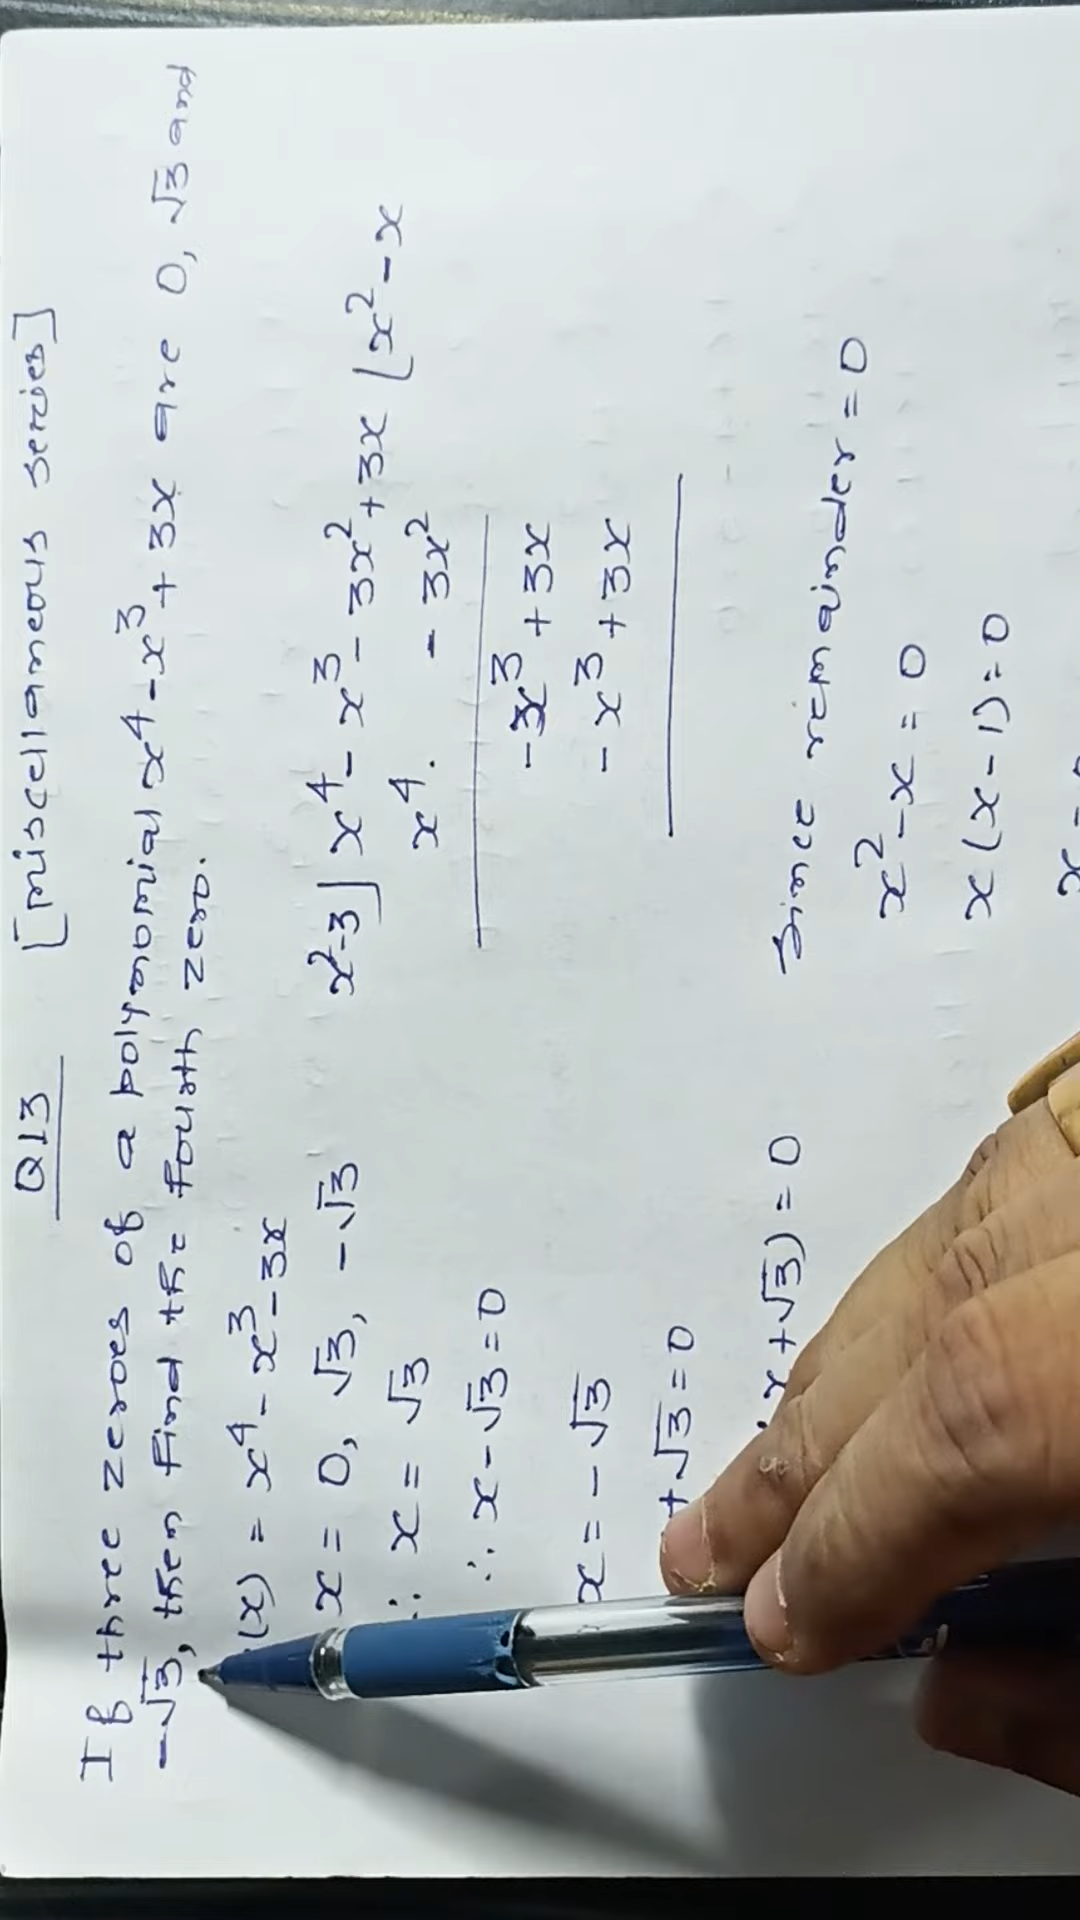 Q13 [miscellaneous series]
If three zeroes of a polynomial x⁴-x³+3x are 0, √3 and
-√3, then find the fourth zero.
(x) = x⁴-x³-3x
x = 0, √3, -√3
∴ x = √3
∴ x-√3=0
x = -√3
+√3=0
x+√3)=0
x²-3] x⁴-x³-3x²+3x [x²-x
x⁴. -3x²
-x³+3x
-x³+3x
Since remainder=0
x²-x=0
x(x-1)=0